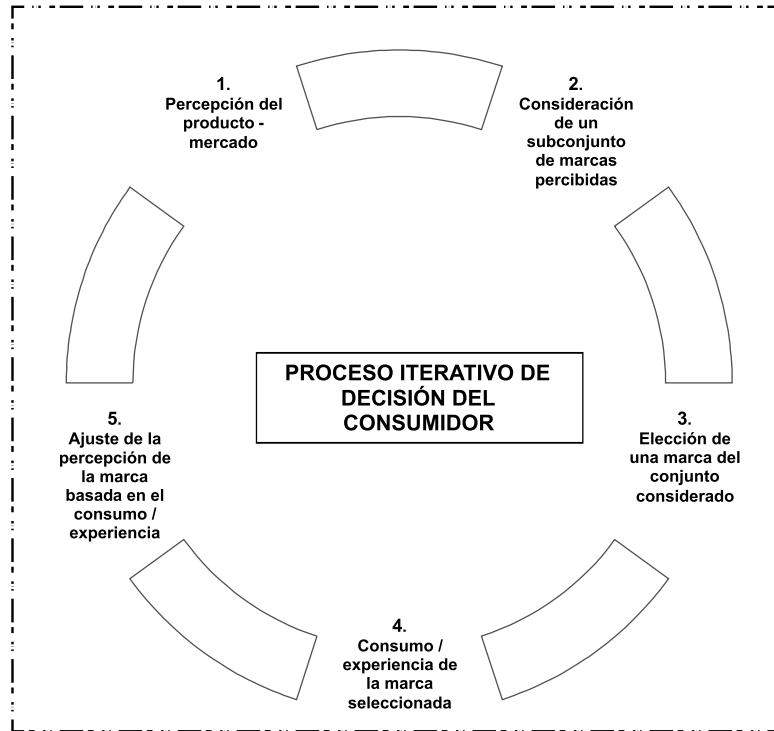 1.
Percepción del
producto -
mercado
2.
Consideración
de un
subconjunto
de marcas
percibidas
PROCESO ITERATIVO DE
DECISIÓN DEL
CONSUMIDOR
3.
Elección de
una marca del
conjunto
considerado
4.
Consumo /
experiencia de
la marca
seleccionada
5.
Ajuste de la
percepción de
la marca
basada en el
consumo /
experiencia